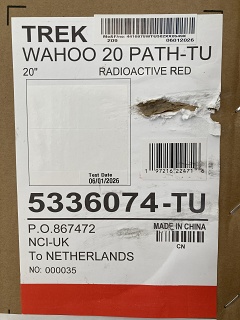 TREK
WAHOO 20 PATH-TU
20"
RADIOACTIVE RED
06012026
Test Date
06/01/2026
5336074-TU
P.O.867472
NCI-UK
To NETHERLANDS
NO: 000035
MADE IN CHINA
CN